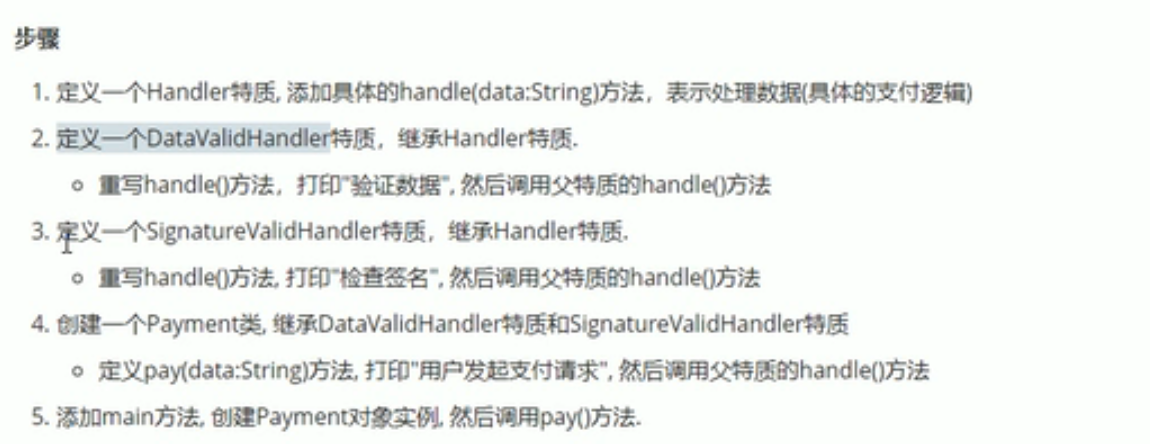 步骤
1. 定义一个Handler特质, 添加具体的handle(data:String)方法，表示处理数据(具体的支付逻辑)
2. 定义一个DataValidHandler特质，继承Handler特质.
重写handle()方法，打印"验证数据", 然后调用父特质的handle()方法
3. 定义一个SignatureValidHandler特质，继承Handler特质.
重写handle()方法, 打印"检查签名", 然后调用父特质的handle()方法
4. 创建一个Payment类, 继承DataValidHandler特质和SignatureValidHandler特质
定义pay(data:String)方法, 打印"用户发起支付请求", 然后调用父特质的handle()方法
5. 添加main方法, 创建Payment对象实例, 然后调用pay()方法.